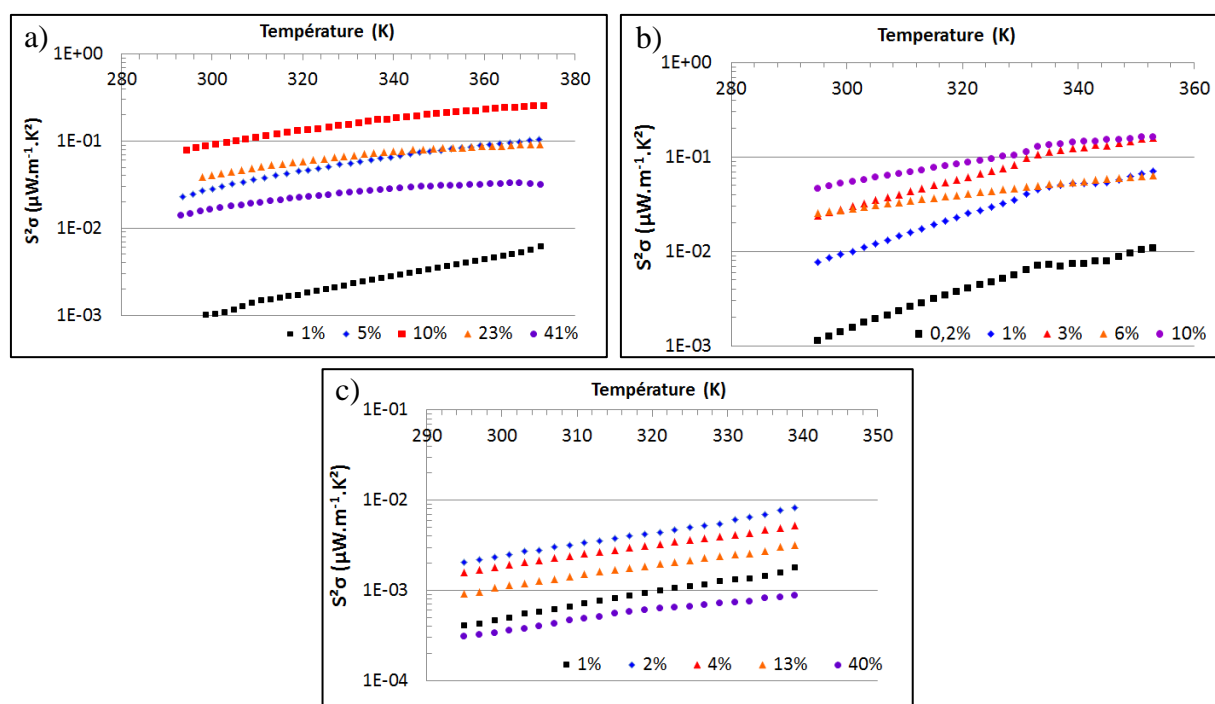 a)
Température (K)
1E+00
280 300 320 340 360 380
1E-01
1E-02
1E-03
S²σ (µW.m⁻¹.K²)
1% 5% 10% 23% 41%
b)
Temperature (K)
1E+00
280 300 320 340 360
1E-01
1E-02
1E-03
S²σ (µW.m⁻¹.K²)
0,2% 1% 3% 6% 10%
c)
Température (K)
1E-01
290 300 310 320 330 340 350
1E-02
1E-03
1E-04
S²σ (µW.m⁻¹.K²)
1% 2% 4% 13% 40%